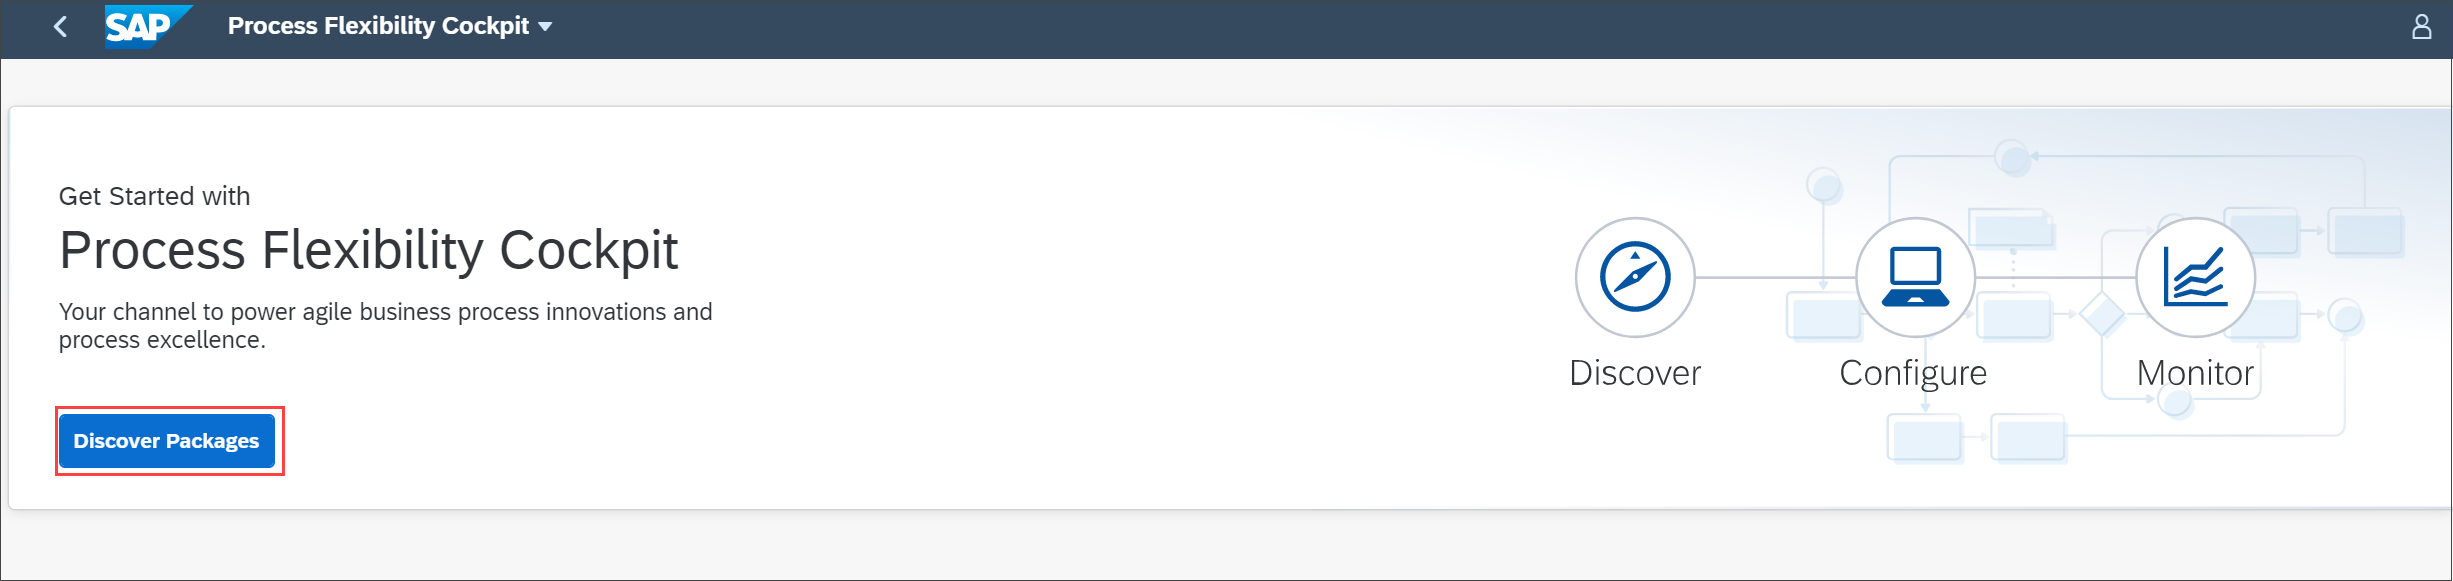 SAP
Process Flexibility Cockpit
Get Started with
Process Flexibility Cockpit
Your channel to power agile business process innovations and
process excellence.
Discover Packages
Discover
Configure
Monitor